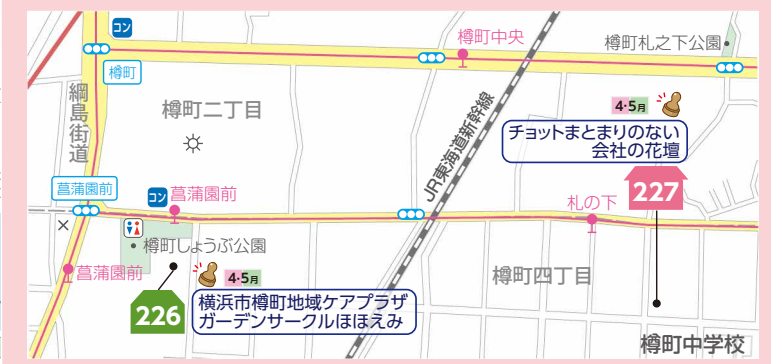 コン
樽町中央
樽町札之下公園
樽町
綱島街道
樽町二丁目
JR東海道新幹線
4・5月
チョットまとまりのない
会社の花壇
227
菖蒲園前
コン
菖蒲園前
札の下
樽町しょうぶ公園
菖蒲園前
4・5月
樽町四丁目
226
横浜市樽町地域ケアプラザ
ガーデンサークルほほえみ
樽町中学校